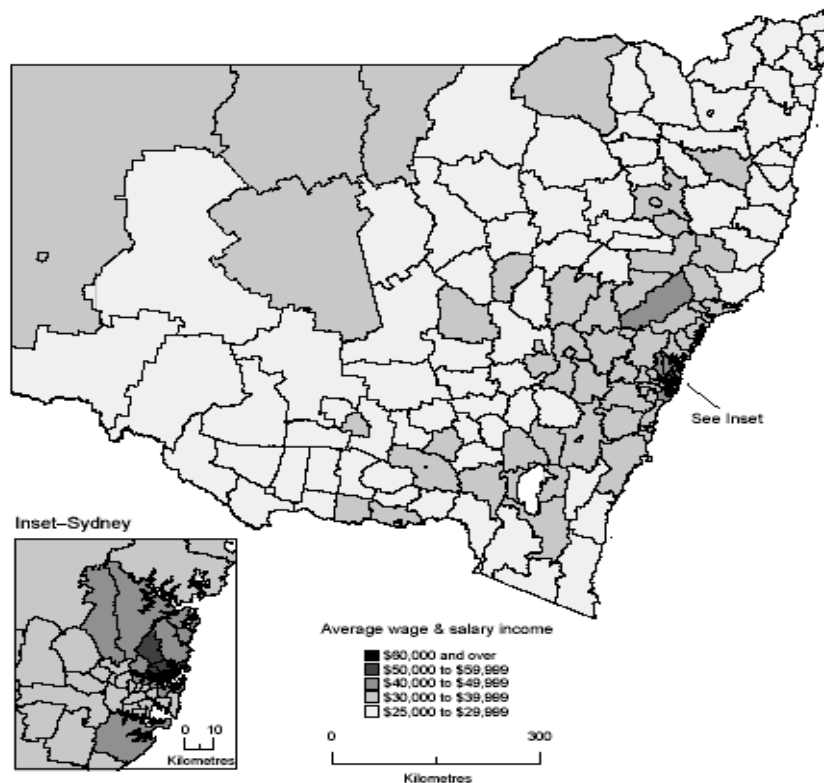 See Inset
Inset–Sydney
0 10
Kilometres
Average wage & salary income
$60,000 and over
$50,000 to $59,999
$40,000 to $49,999
$30,000 to $39,999
$25,000 to $29,999
0 300
Kilometres